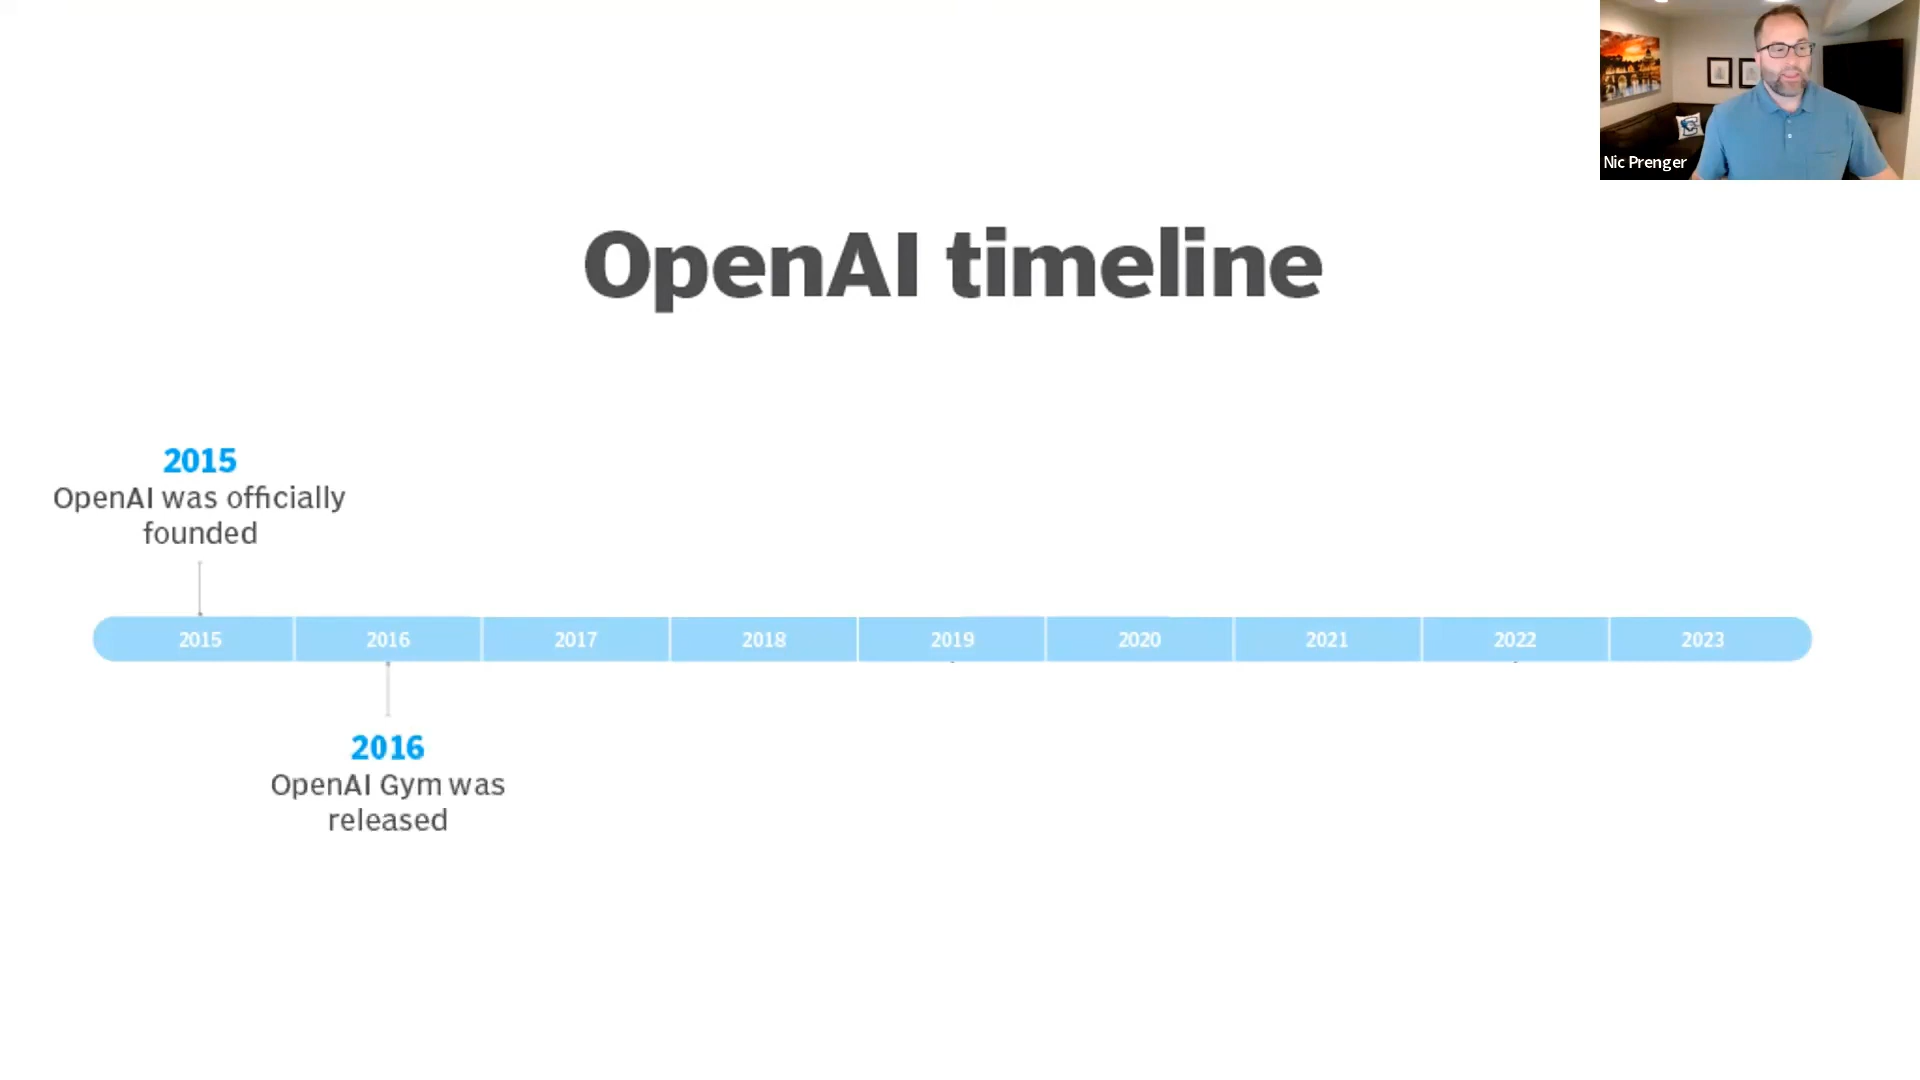 Nic Prenger
OpenAI timeline
2015
OpenAI was officially
founded
2015 2016 2017 2018 2019 2020 2021 2022 2023
2016
OpenAI Gym was
released